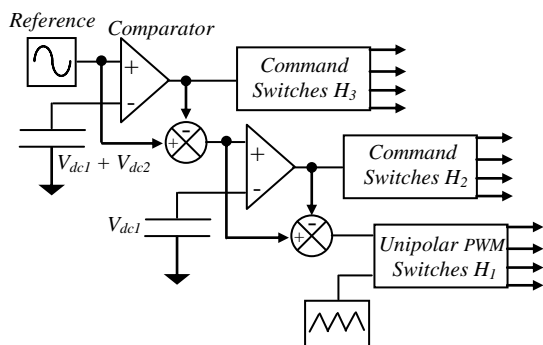 Reference
Comparator
+
-
Command
Switches H3
-
+
Vdc1 + Vdc2
+
-
Command
Switches H2
Vdc1
-
+
Unipolar PWM
Switches H1